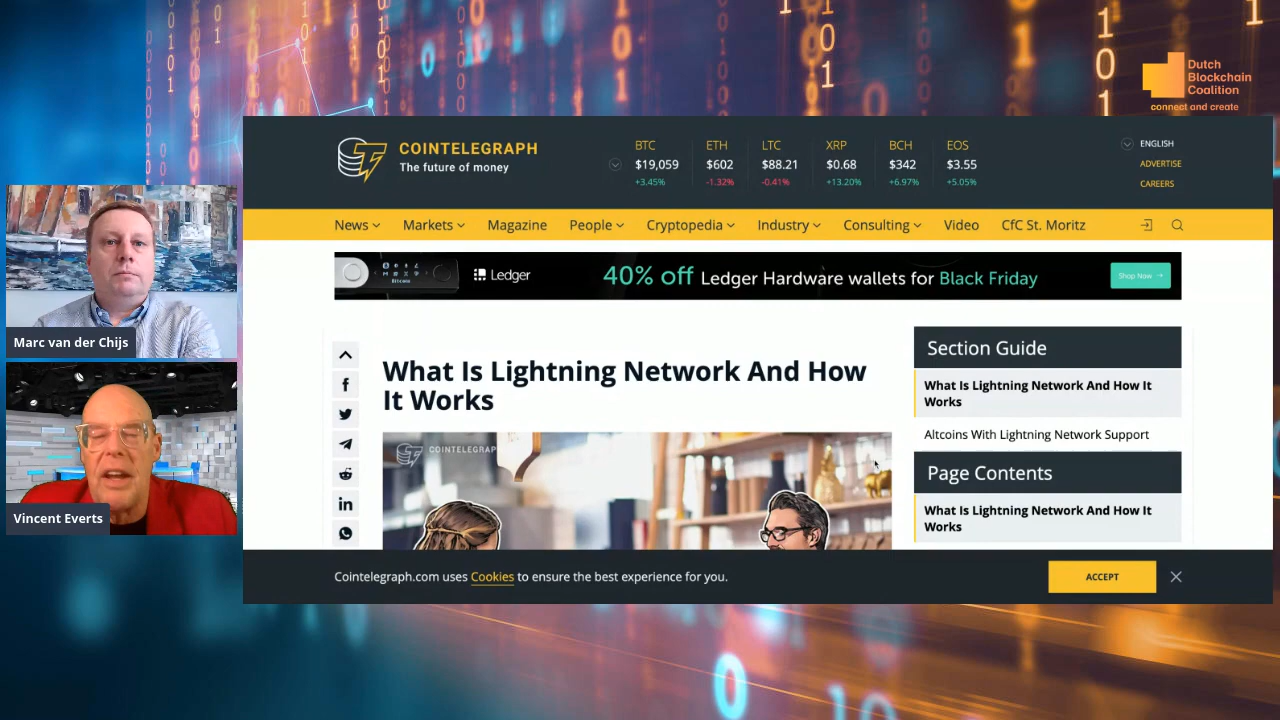 Dutch
Blockchain
Coalition
connect and create
COINTELEGRAPH
The future of money
BTC
$19,059
+3.45%
ETH
$602
-1.32%
LTC
$88.21
-0.41%
XRP
$0.68
+13.20%
BCH
$342
+6.97%
EOS
$3.55
+5.05%
ENGLISH
ADVERTISE
CAREERS
News Markets Magazine People Cryptopedia Industry Consulting Video CfC St. Moritz
Ledger
40% off Ledger Hardware wallets for Black Friday
Shop Now →
Bitcoin
What Is Lightning Network And How
It Works
COINTELEGRAPH
Section Guide
What Is Lightning Network And How It
Works
Altcoins With Lightning Network Support
Page Contents
What Is Lightning Network And How It
Works
Cointelegraph.com uses Cookies to ensure the best experience for you.
ACCEPT
Marc van der Chijs
Vincent Everts